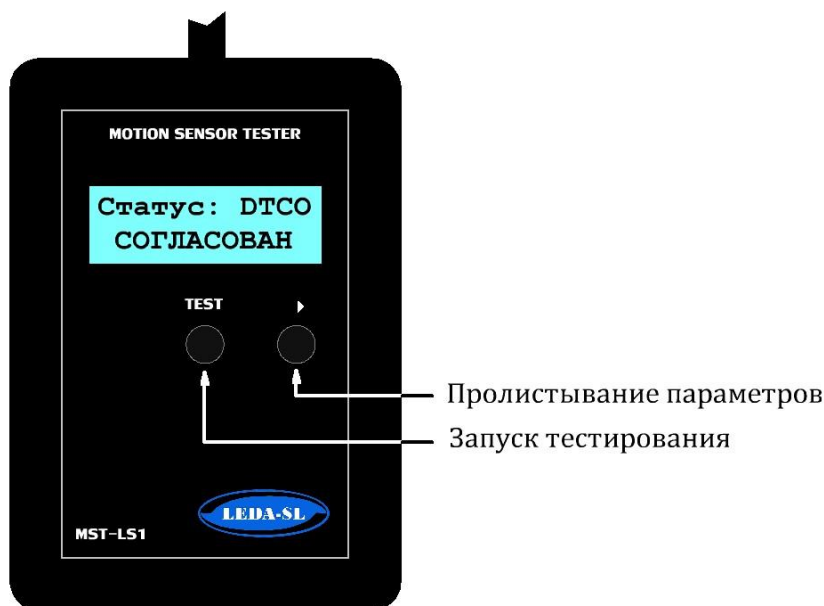 MOTION SENSOR TESTER
Статус: DTCO
СОГЛАСОВАН
TEST
Пролистывание параметров
Запуск тестирования
LEDA-SL
MST-LS1